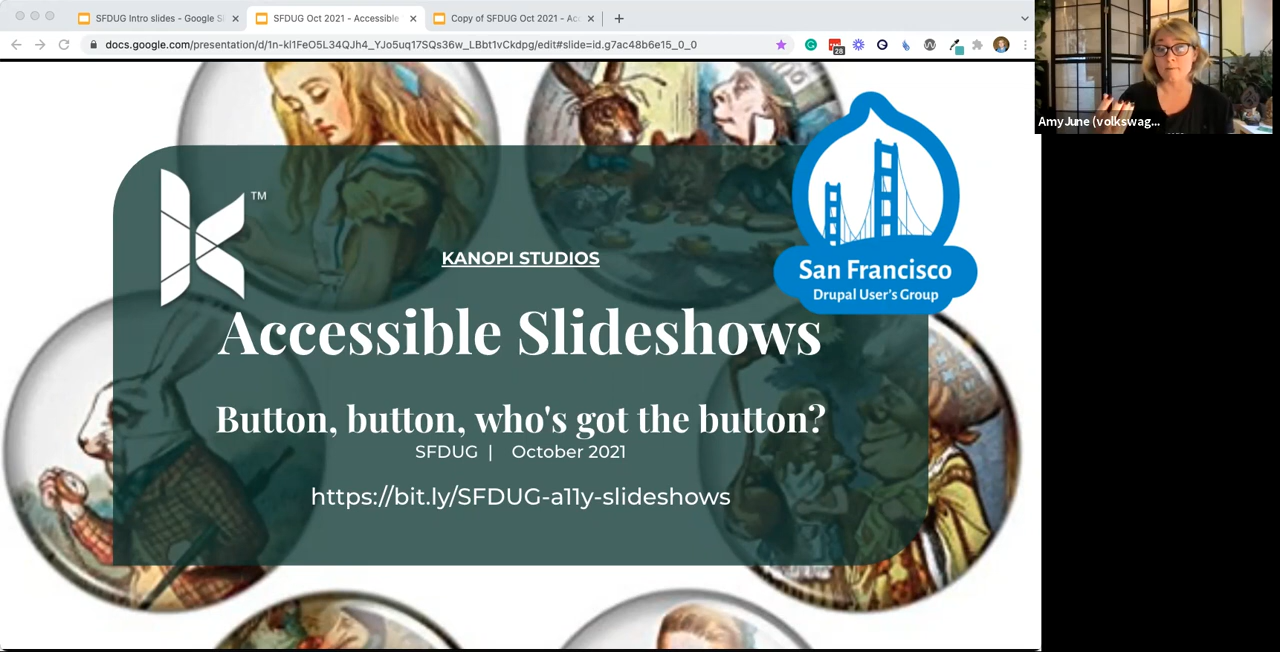 SFDUG Intro slides - Google Sl
SFDUG Oct 2021 - Accessible
Copy of SFDUG Oct 2021 - Acc
docs.google.com/presentation/d/1n-kl1FeO5L34QJh4_YJo5uq17SQs36w_LBbt1vCkdpg/edit#slide=id.g7ac48b6e15_0_0
28
AmyJune (volkswag...
TM
San Francisco
Drupal User's Group
KANOPI STUDIOS
Accessible Slideshows
Button, button, who's got the button?
SFDUG | October 2021
https://bit.ly/SFDUG-a11y-slideshows